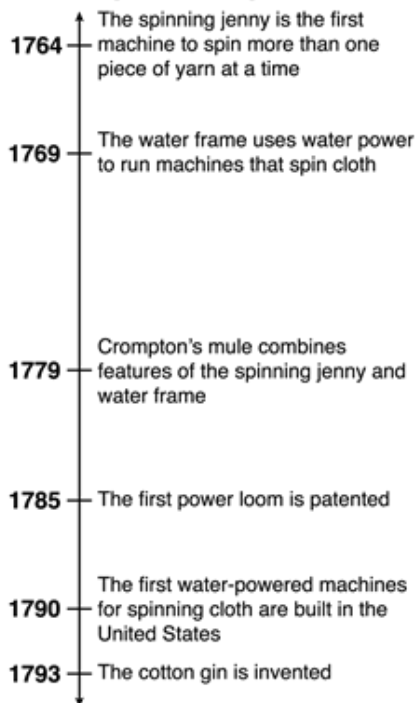 The spinning jenny is the first
1764 machine to spin more than one
piece of yarn at a time
The water frame uses water power
1769 to run machines that spin cloth
Crompton's mule combines
1779 features of the spinning jenny and
water frame
1785 The first power loom is patented
The first water-powered machines
1790 for spinning cloth are built in the
United States
1793 The cotton gin is invented